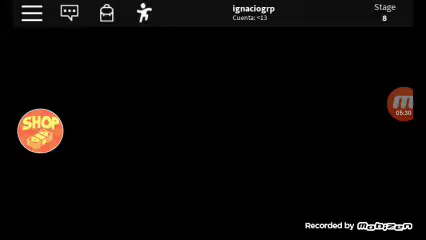 ignaciogrp
Cuenta: <13
Stage
8
SHOP
05:30
Recorded by mobizen